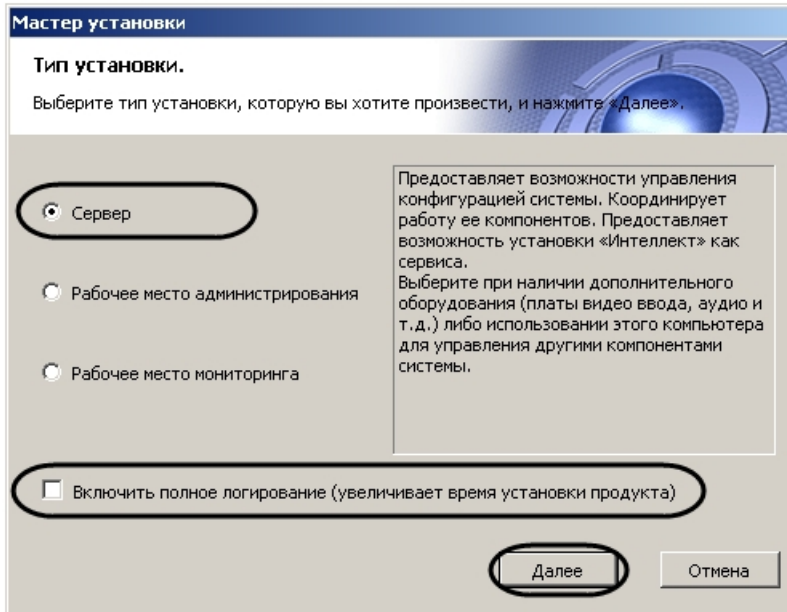 Мастер установки
Тип установки.
Выберите тип установки, которую вы хотите произвести, и нажмите «Далее».
Сервер
Рабочее место администрирования
Рабочее место мониторинга
Предоставляет возможности управления
конфигурацией системы. Координирует
работу ее компонентов. Предоставляет
возможность установки «Интеллект» как
сервиса.
Выберите при наличии дополнительного
оборудования (платы видео ввода, аудио и
т.д.) либо использовании этого компьютера
для управления другими компонентами
системы.
Включить полное логирование (увеличивает время установки продукта)
Далее
Отмена